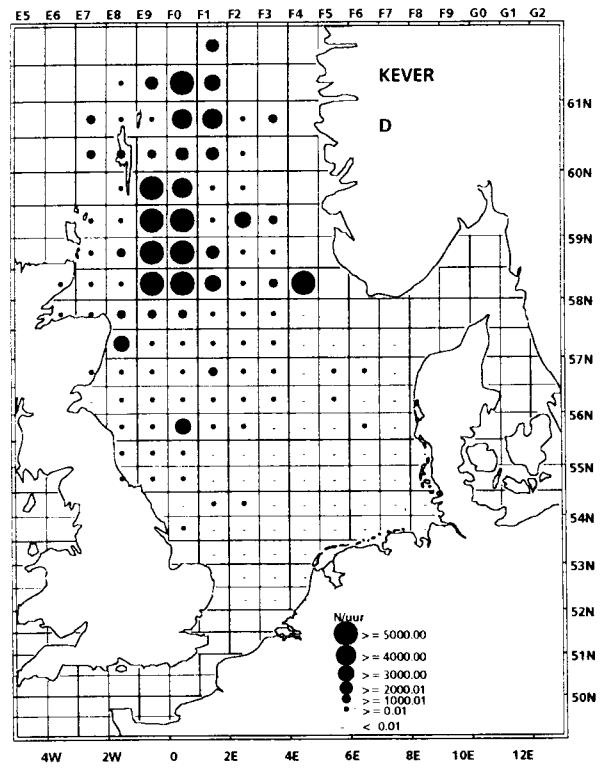 E5 E6 E7 E8 E9 F0 F1 F2 F3 F4 F5 F6 F7 F8 F9 G0 G1 G2
KEVER
61N
D
60N
59N
58N
57N
56N
55N
54N
53N
52N
N/uur
> = 5000.00
> = 4000.00
51N
> = 3000.00
> = 2000.01
> = 1000.01
50N
> = 0.01
- < 0.01
4W 2W 0 2E 4E 6E 8E 10E 12E